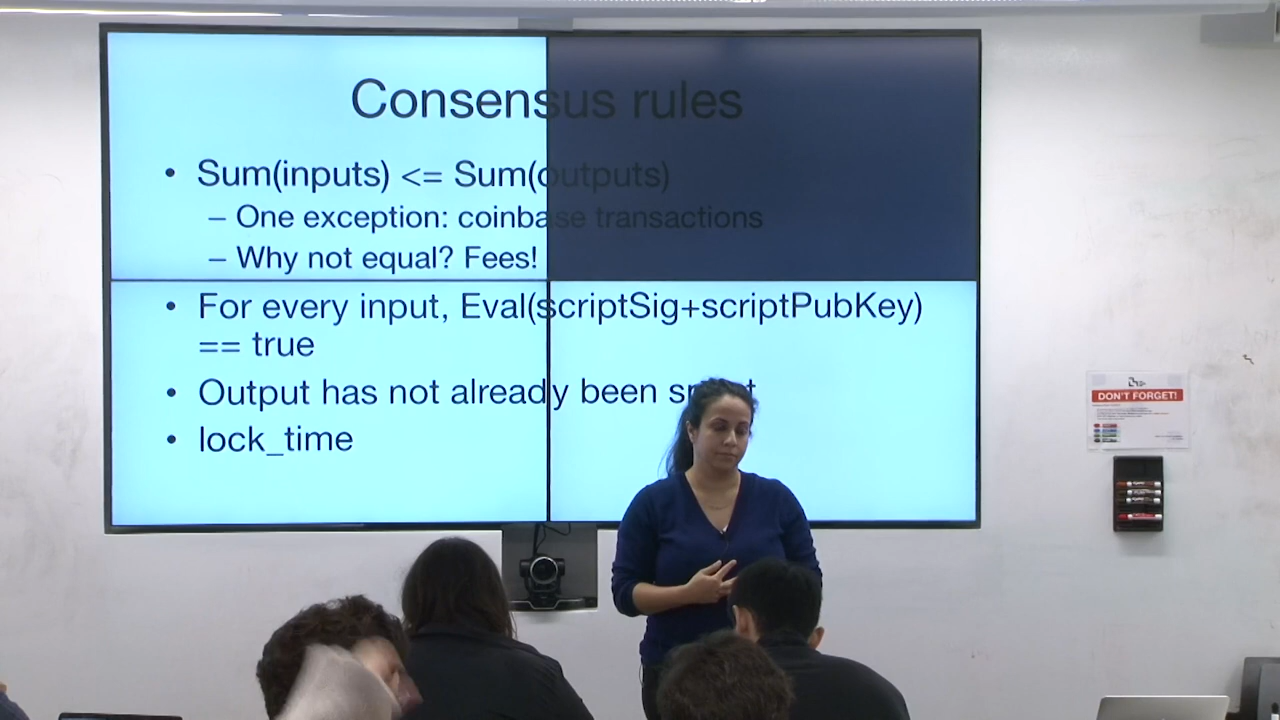 Consensus rules
• Sum(inputs) <= Sum(outputs)
– One exception: coinbase transactions
– Why not equal? Fees!
• For every input, Eval(scriptSig+scriptPubKey)
== true
• Output has not already been
• lock_time
DON'T FORGET!